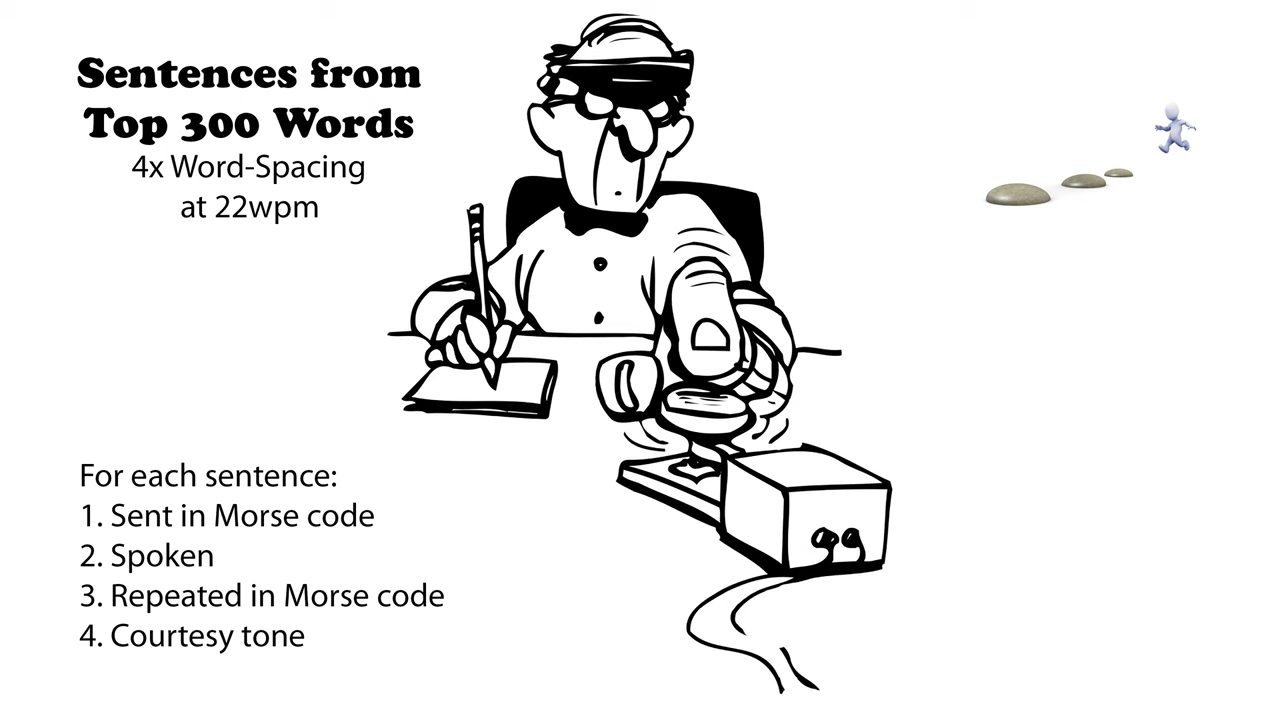 Sentences from
Top 300 Words
4x Word-Spacing
at 22wpm
For each sentence:
1. Sent in Morse code
2. Spoken
3. Repeated in Morse code
4. Courtesy tone